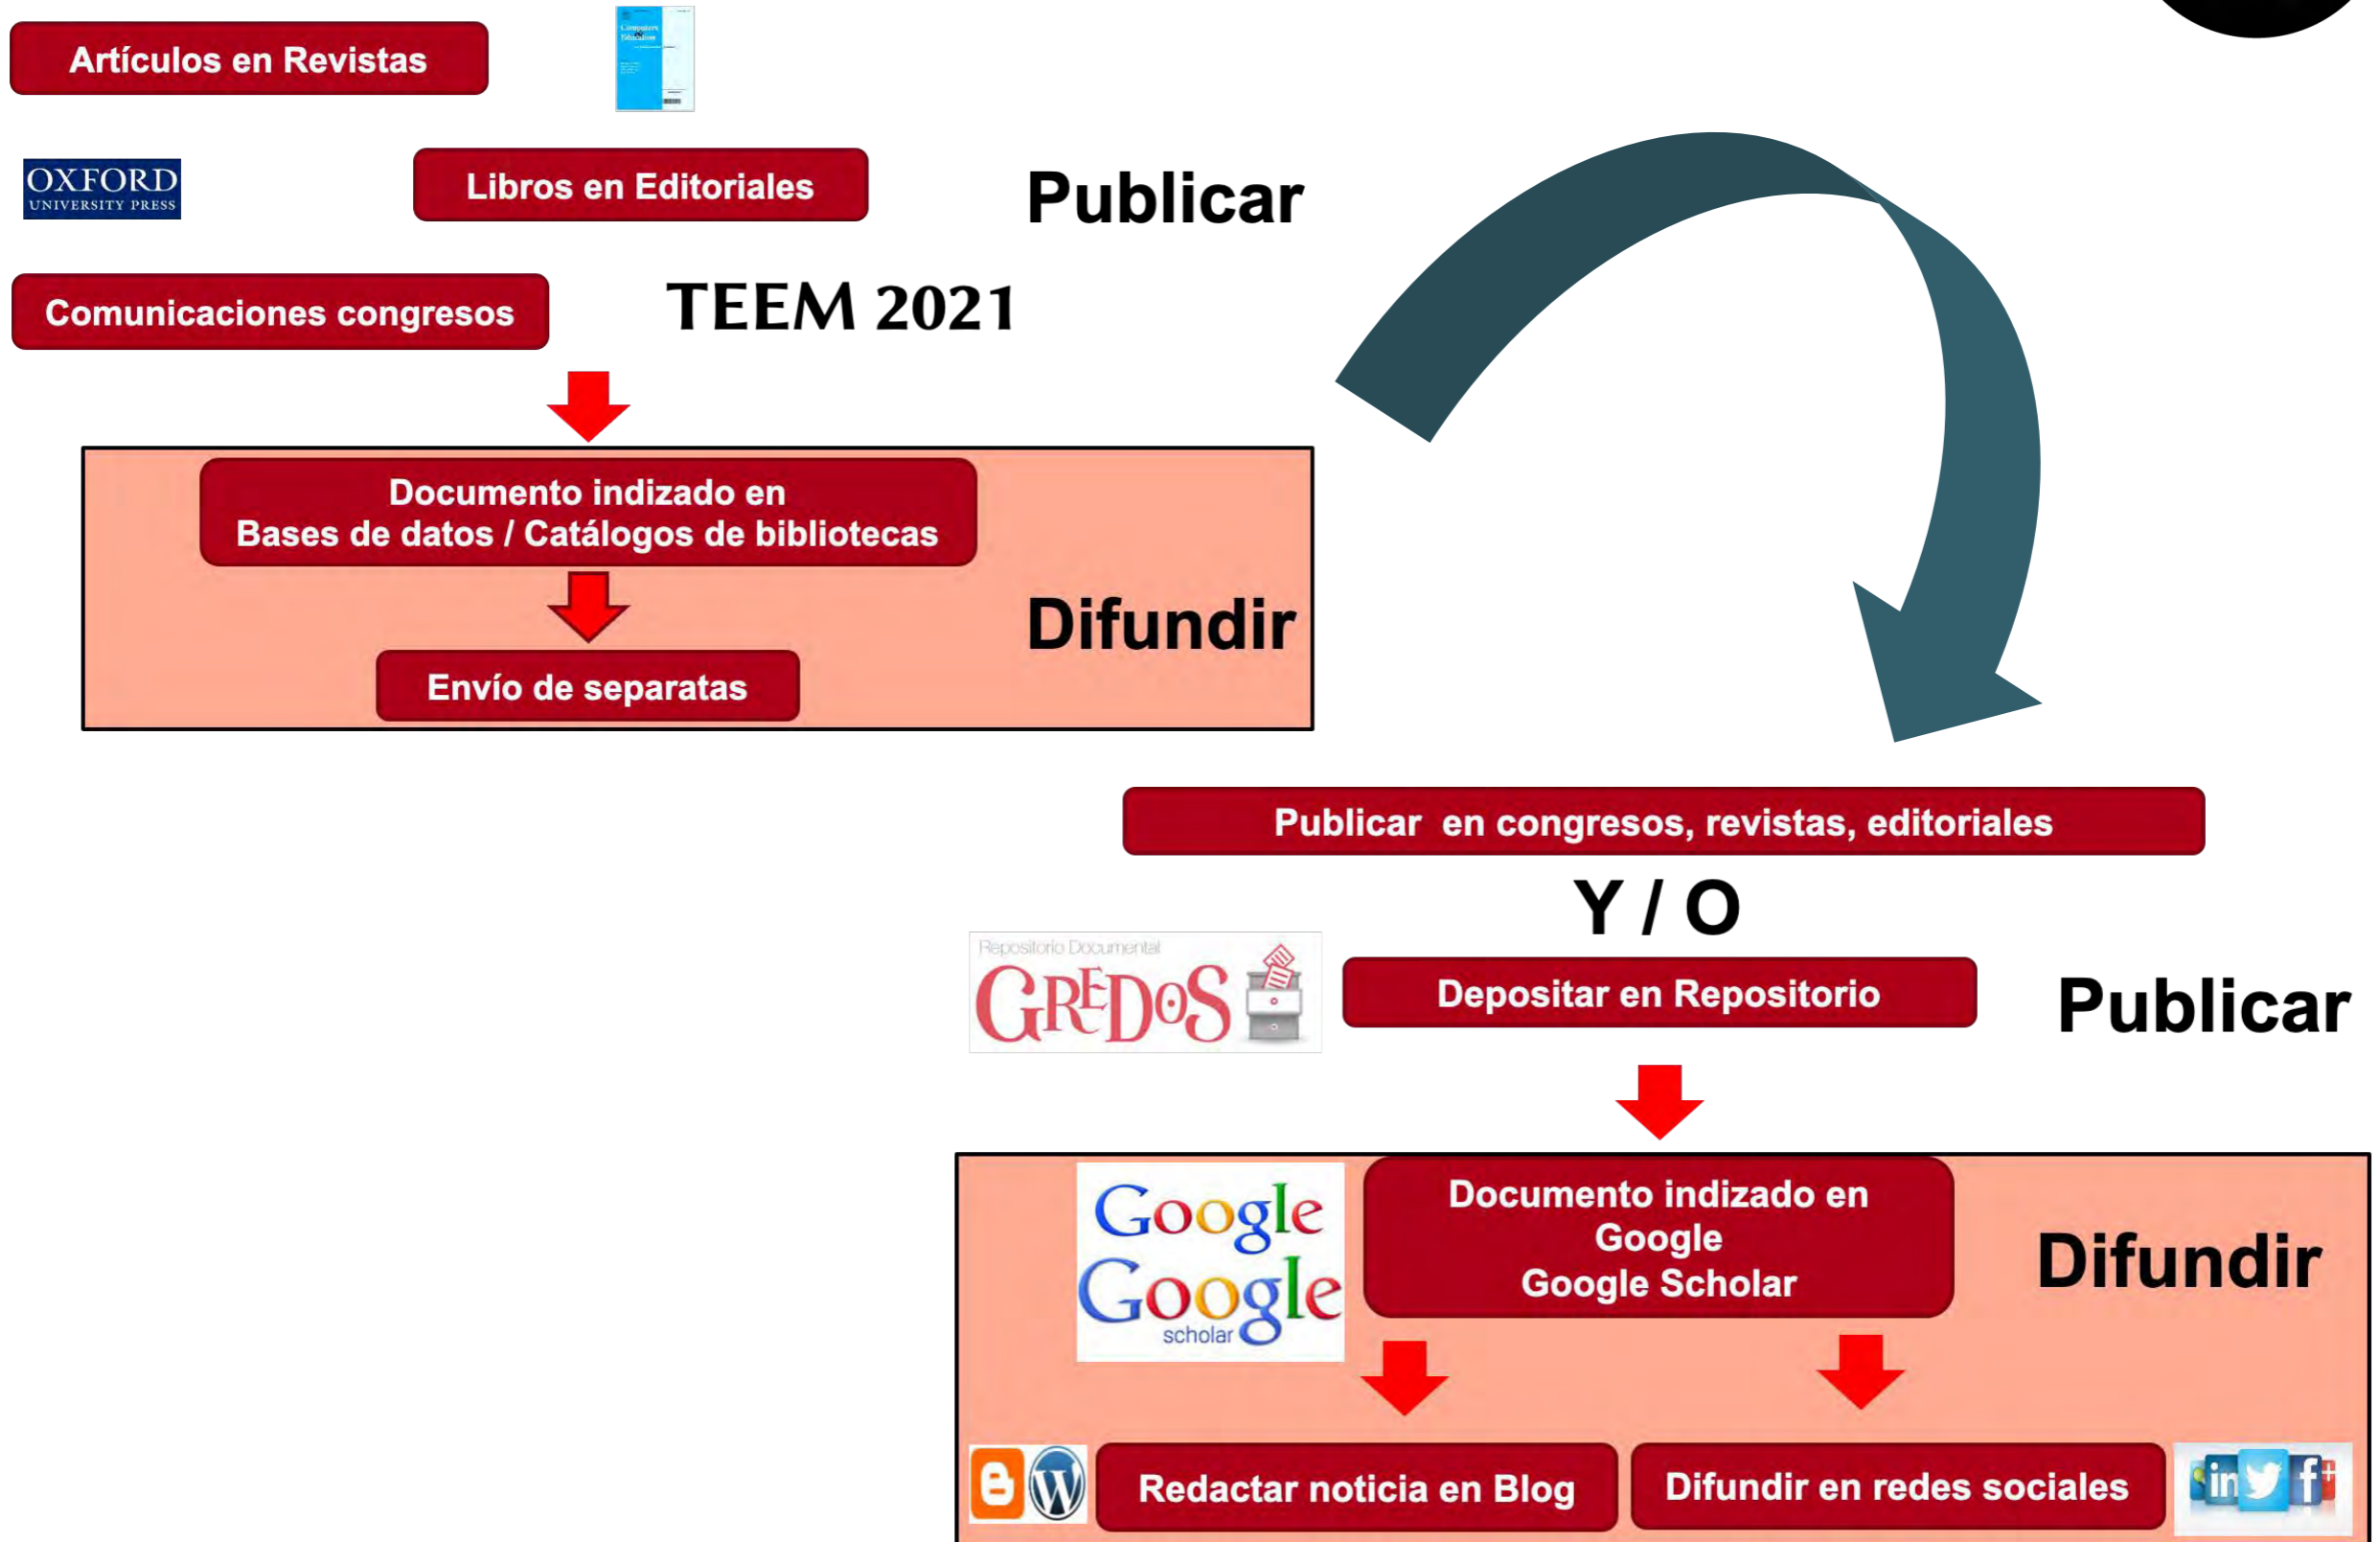 Artículos en Revistas
Computers
&
Education
OXFORD
UNIVERSITY PRESS
Libros en Editoriales
Publicar
Comunicaciones congresos
TEEM 2021
Documento indizado en
Bases de datos / Catálogos de bibliotecas
Difundir
Envío de separatas
Publicar en congresos, revistas, editoriales
Y / O
Repositorio Documental
GREDOS
Depositar en Repositorio
Publicar
Google
Google
scholar
Documento indizado en
Google
Google Scholar
Difundir
Redactar noticia en Blog
Difundir en redes sociales
in
f